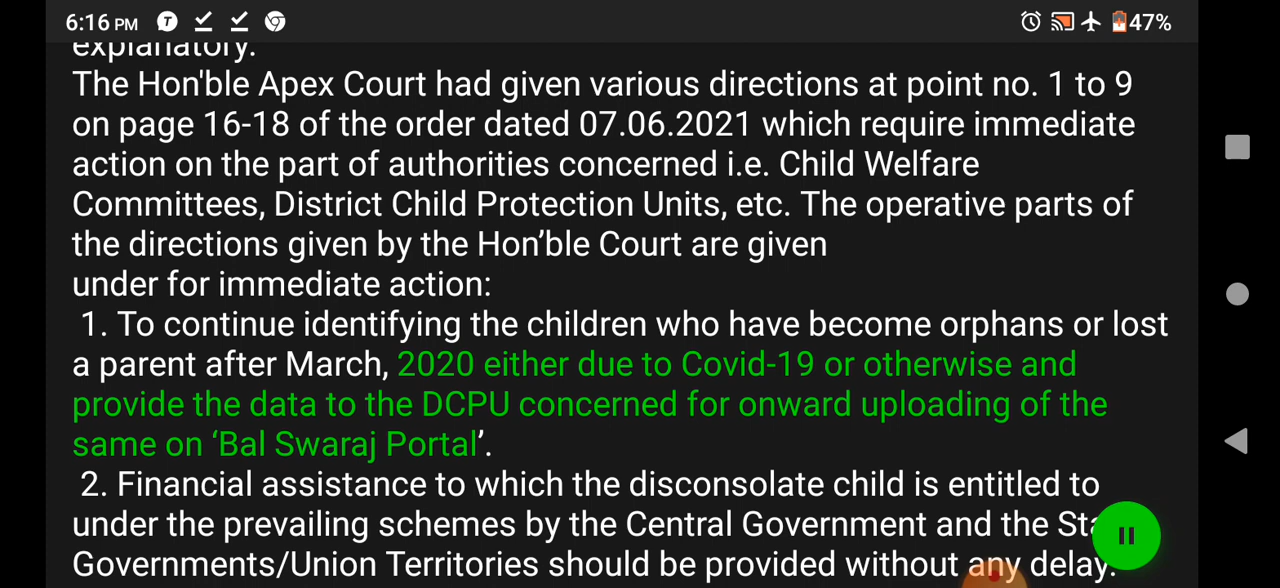 6:16 PM
47%
explanatory.
The Hon'ble Apex Court had given various directions at point no. 1 to 9
on page 16-18 of the order dated 07.06.2021 which require immediate
action on the part of authorities concerned i.e. Child Welfare
Committees, District Child Protection Units, etc. The operative parts of
the directions given by the Hon’ble Court are given
under for immediate action:
1. To continue identifying the children who have become orphans or lost
a parent after March, 2020 either due to Covid-19 or otherwise and
provide the data to the DCPU concerned for onward uploading of the
same on ‘Bal Swaraj Portal’.
2. Financial assistance to which the disconsolate child is entitled to
under the prevailing schemes by the Central Government and the Sta
Governments/Union Territories should be provided without any delay.